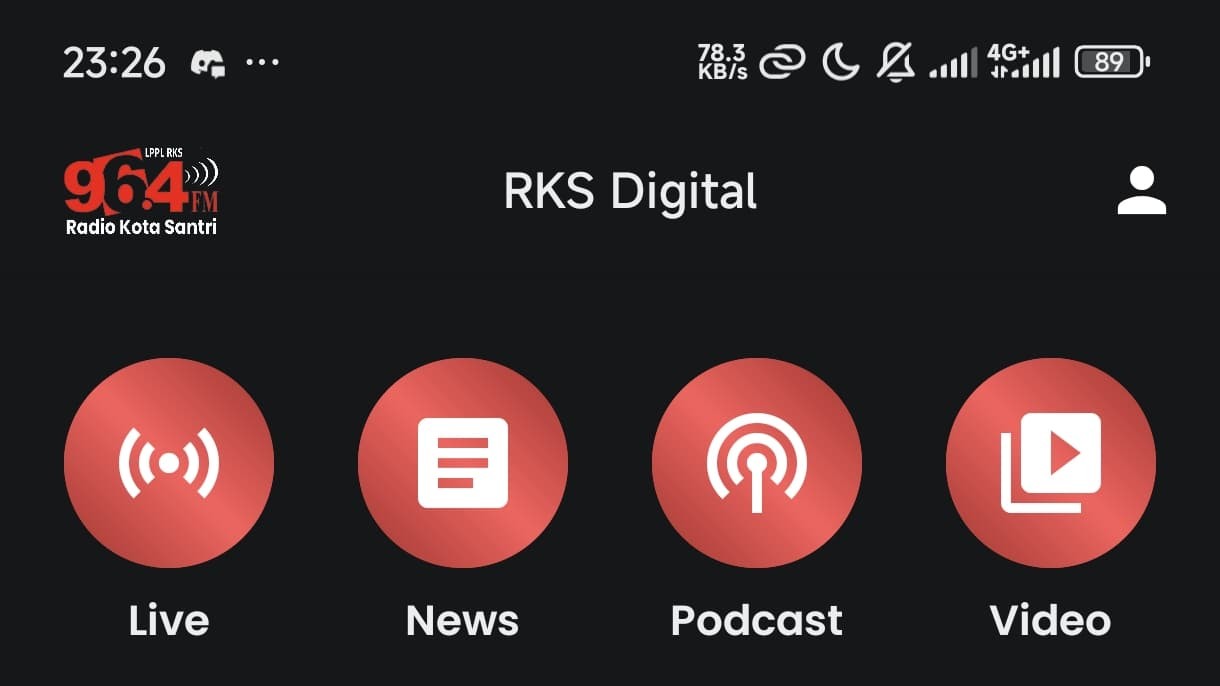 23:26 ... 78.3 KB/s 4G+ 89
LPPL RKS
96.4 FM
Radio Kota Santri
RKS Digital
Live News Podcast Video